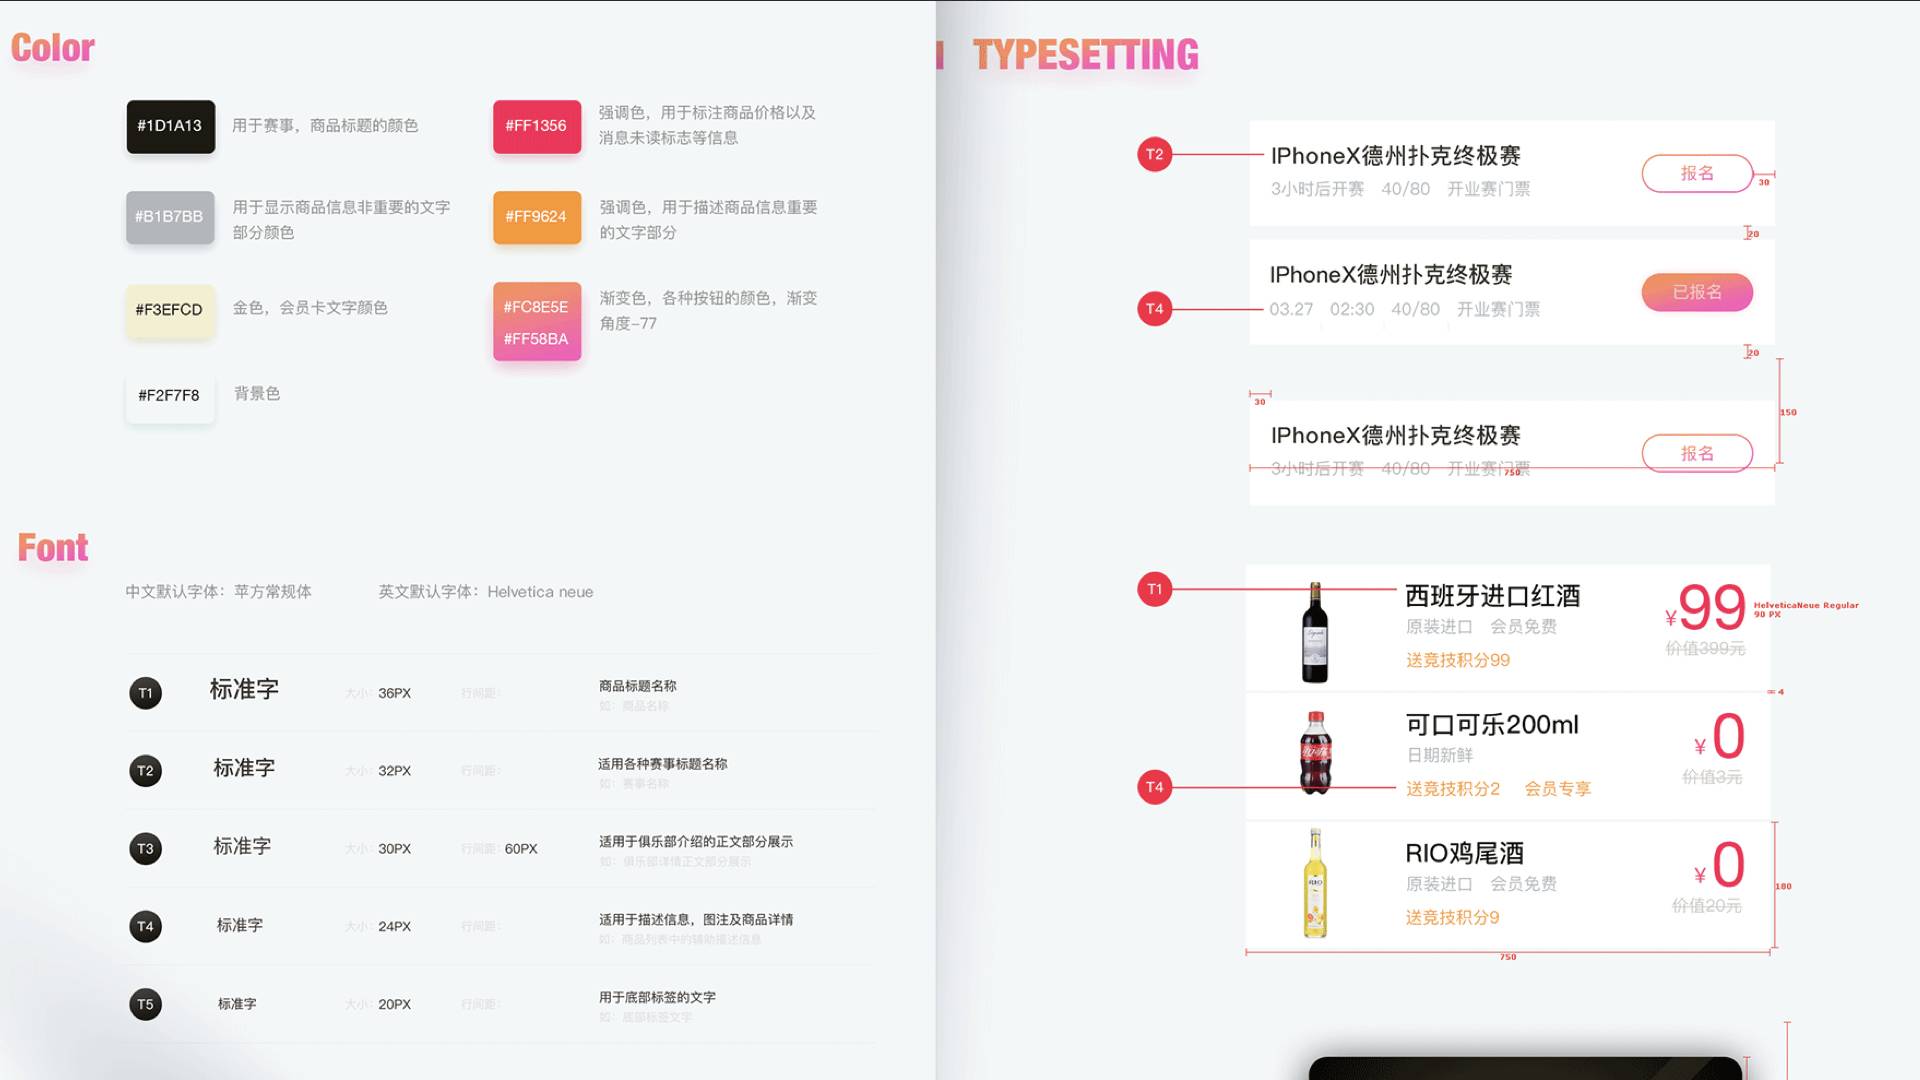 Color
#1D1A13
用于赛事，商品标题的颜色
#FF1356
强调色，用于标注商品价格以及
消息未读标志等信息
#B1B7BB
用于显示商品信息非重要的文字
部分颜色
#FF9624
强调色，用于描述商品信息重要
的文字部分
#F3EFCD
金色，会员卡文字颜色
#FC8E5E
#FF58BA
渐变色，各种按钮的颜色，渐变
角度-77
#F2F7F8
背景色
Font
中文默认字体：苹方常规体
英文默认字体：Helvetica neue
T1 标准字 大小：36PX 行间距： 商品标题名称
如：商品名称
T2 标准字 大小：32PX 行间距： 适用各种赛事标题名称
如：赛事名称
T3 标准字 大小：30PX 行间距：60PX 适用于俱乐部介绍的正文部分展示
如：俱乐部详情正文部分展示
T4 标准字 大小：24PX 行间距： 适用于描述信息，图注及商品详情
如：商品列表中的辅助描述信息
T5 标准字 大小：20PX 行间距： 用于底部标签的文字
如：底部标签文字
TYPESETTING
T2
IPhoneX德州扑克终极赛
3小时后开赛 40/80 开业赛门票
报名
30
20
T4
IPhoneX德州扑克终极赛
03.27 02:30 40/80 开业赛门票
已报名
20
30
150
IPhoneX德州扑克终极赛
3小时后开赛 40/80 开业赛门票
报名
750
T1
西班牙进口红酒
原装进口 会员免费
送竞技积分99
¥99
价值399元
HelveticaNeue Regular
90 PX
4
可口可乐200ml
日期新鲜
T4
送竞技积分2 会员专享
¥0
价值3元
RIO
RIO鸡尾酒
原装进口 会员免费
送竞技积分9
¥0
价值20元
180
750